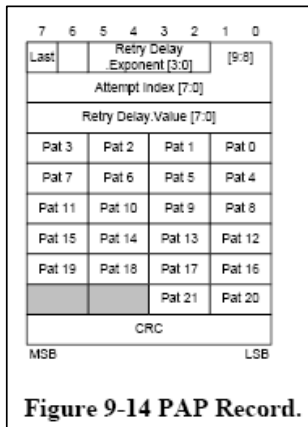 7 6 5 4 3 2 1 0
Last Retry Delay .Exponent [3:0] [9:8]
Attempt Index [7:0]
Retry Delay.Value [7:0]
Pat 3 Pat 2 Pat 1 Pat 0
Pat 7 Pat 6 Pat 5 Pat 4
Pat 11 Pat 10 Pat 9 Pat 8
Pat 15 Pat 14 Pat 13 Pat 12
Pat 19 Pat 18 Pat 17 Pat 16
Pat 21 Pat 20
CRC
MSB LSB
Figure 9-14 PAP Record.